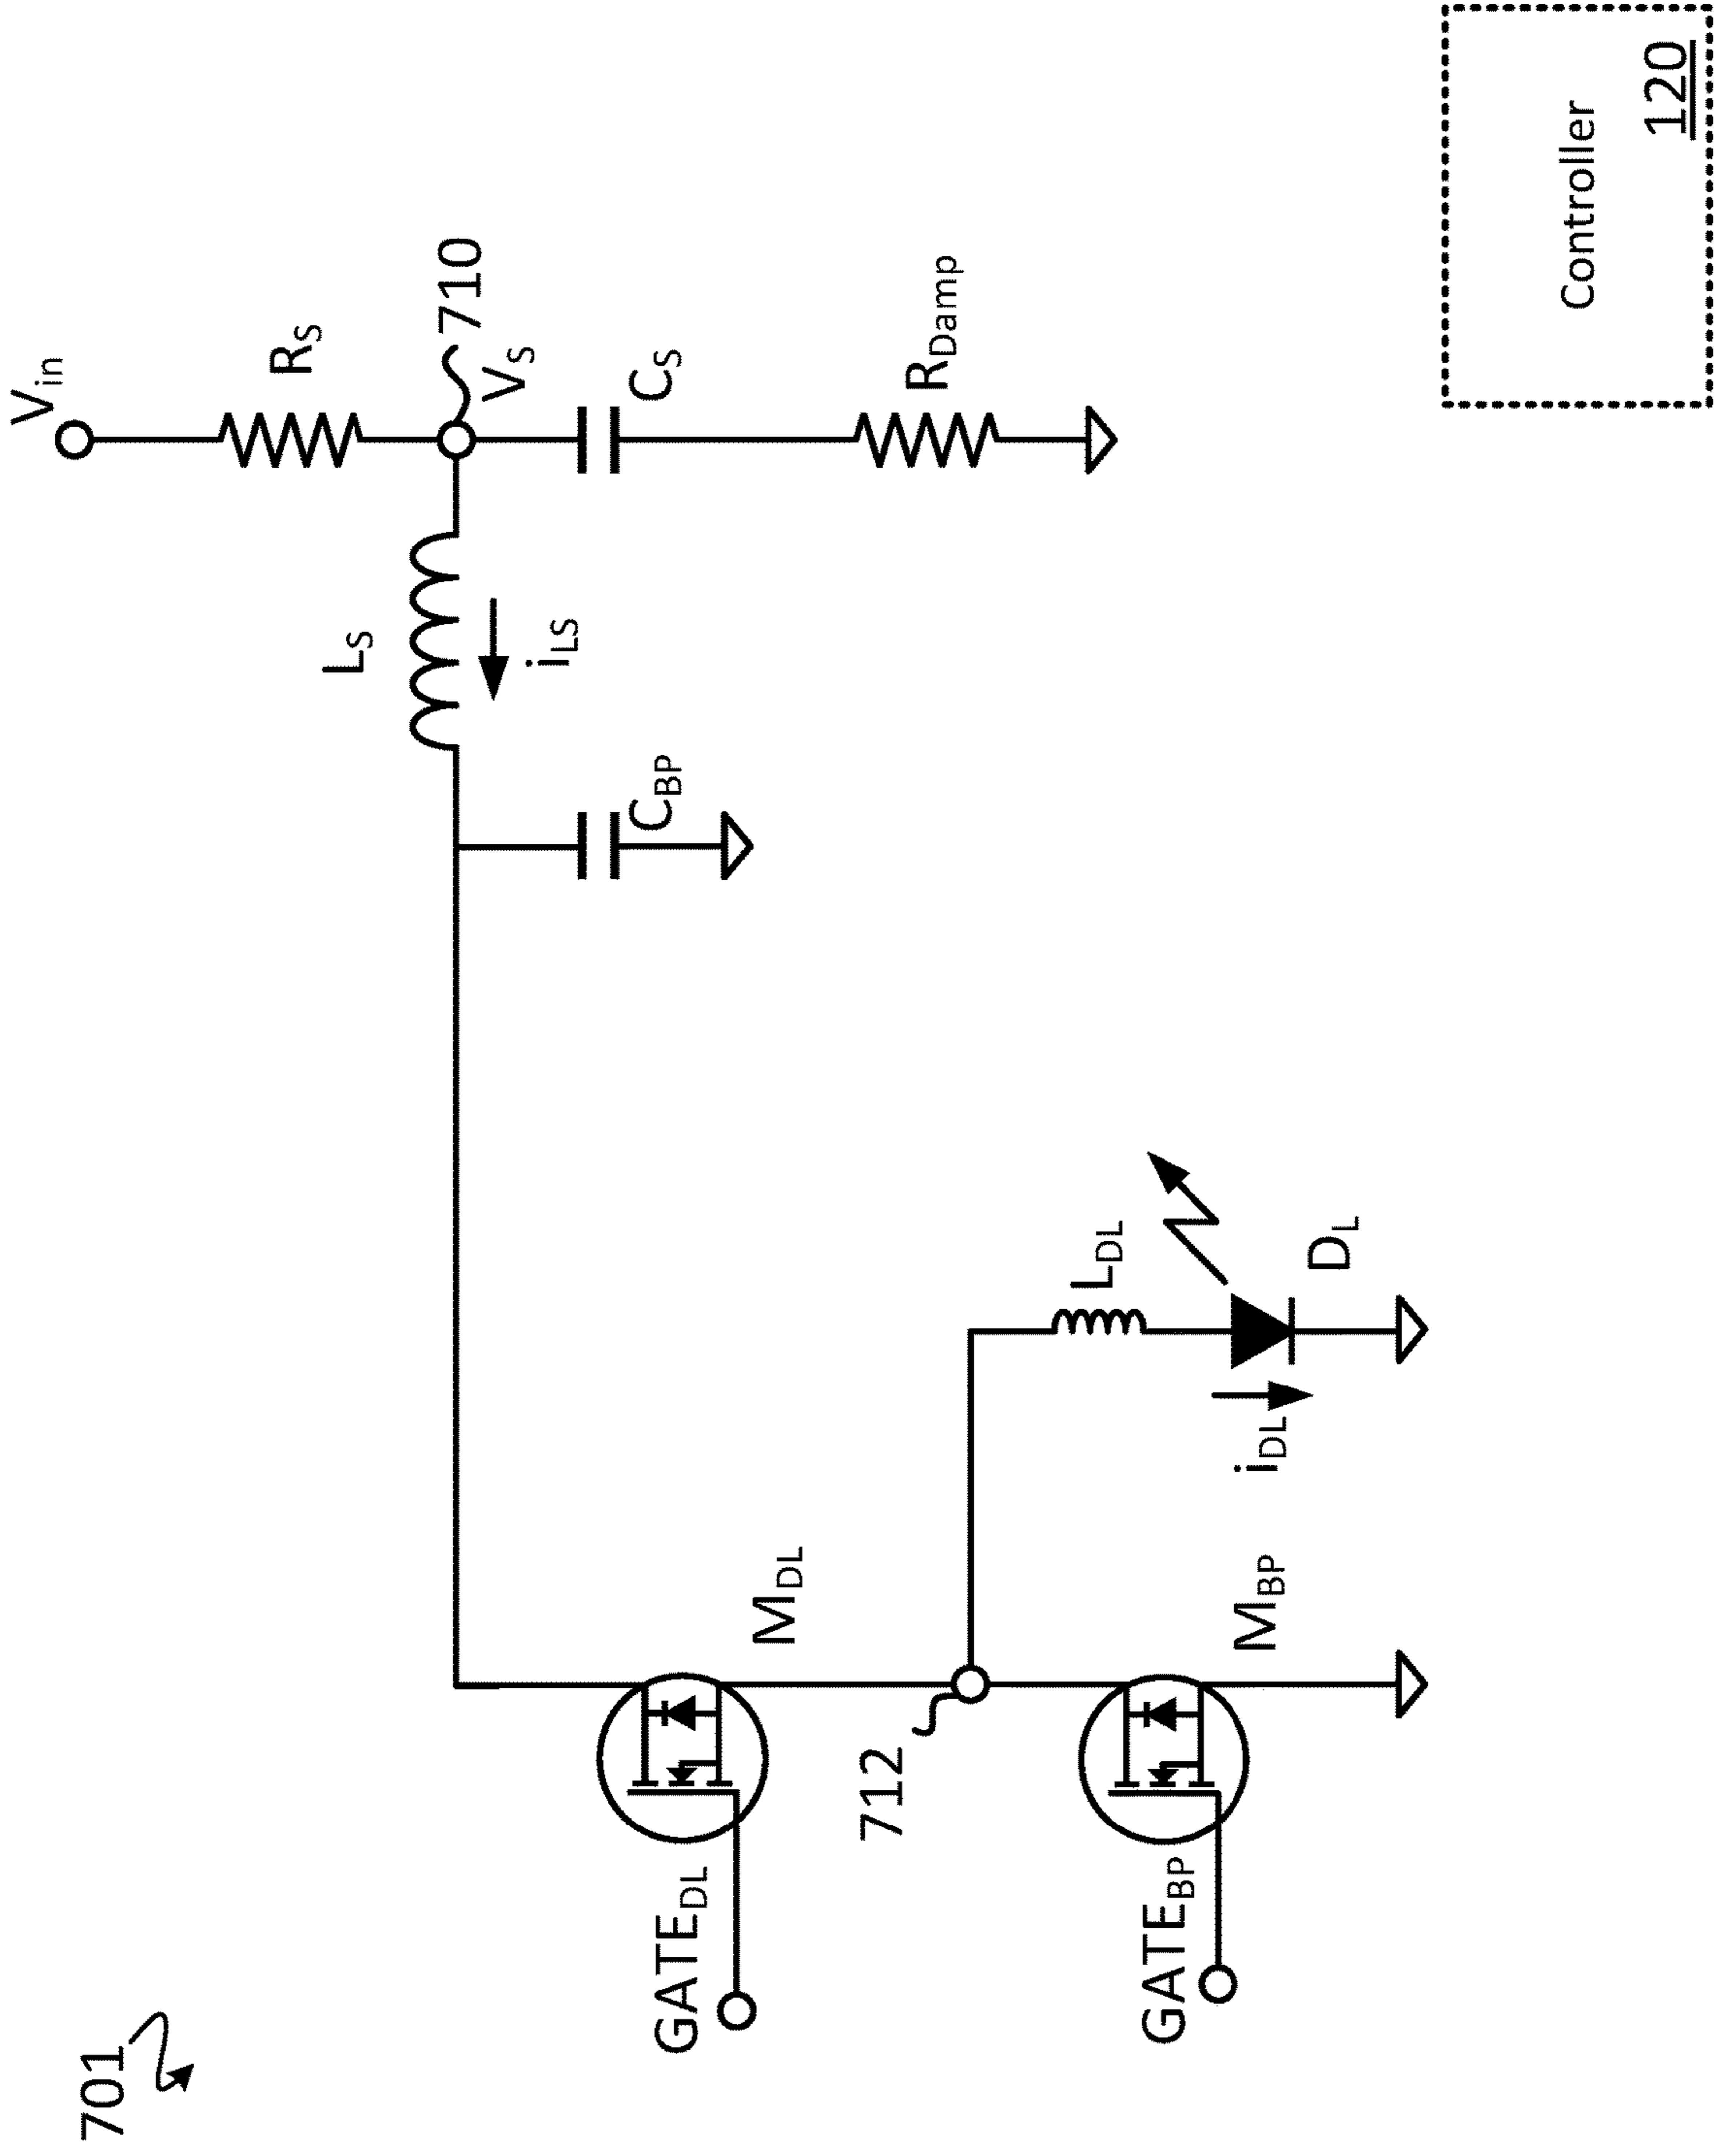 701
V_in
R_S
710
V_S
L_S
i_LS
C_S
C_BP
R_Damp
GATE_DL
M_DL
712
L_DL
GATE_BP
M_BP
i_DL
D_L
Controller
120